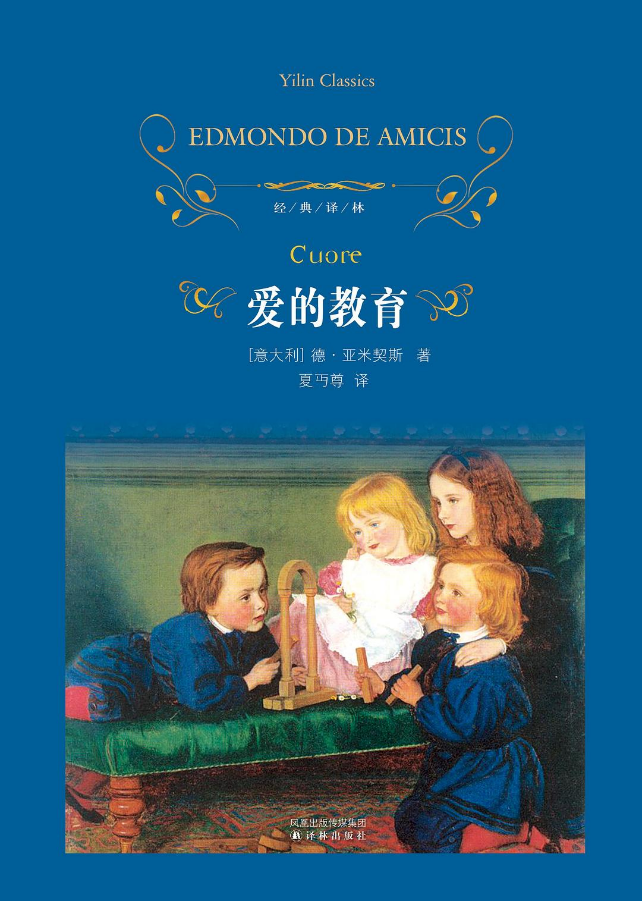 Yilin Classics
EDMONDO DE AMICIS
经/典/译/林
Cuore
爱的教育
[意大利] 德·亚米契斯 著
夏丏尊 译
凤凰出版传媒集团
译林出版社